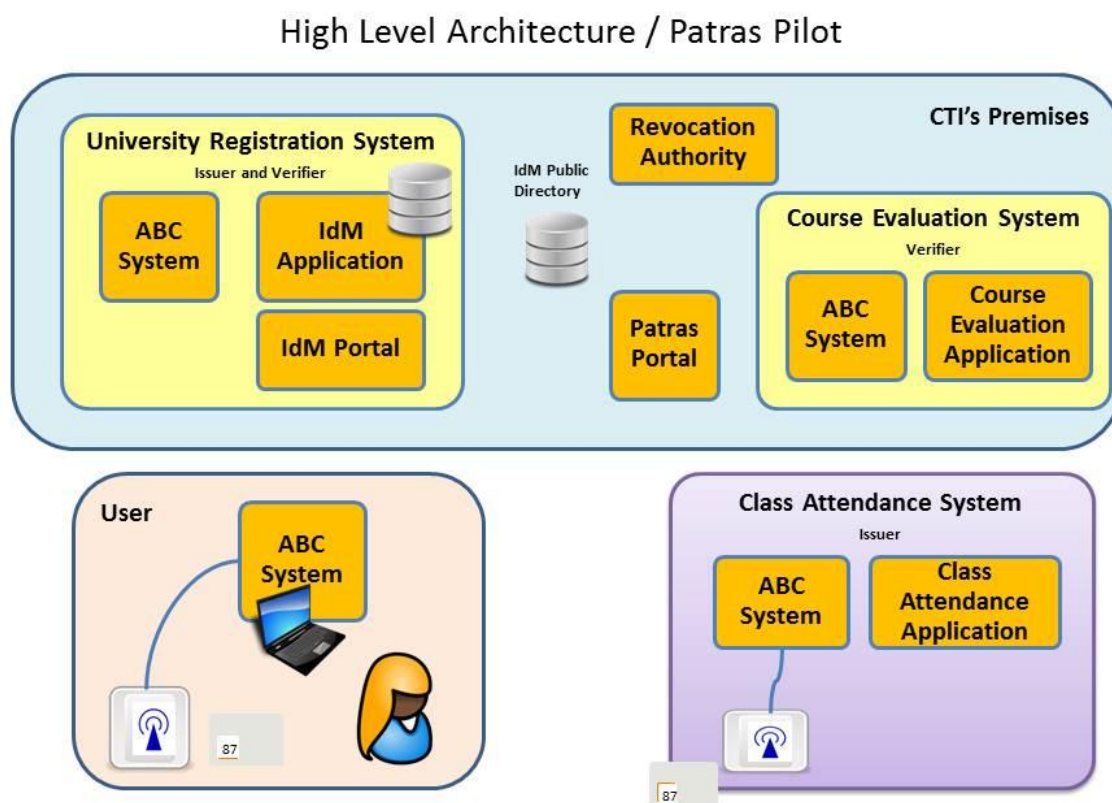 High Level Architecture / Patras Pilot
CTI's Premises
University Registration System
Issuer and Verifier
ABC
System
IdM
Application
IdM Portal
IdM Public
Directory
Revocation
Authority
Patras
Portal
Course Evaluation System
Verifier
ABC
System
Course
Evaluation
Application
User
ABC
System
87
Class Attendance System
Issuer
ABC
System
Class
Attendance
Application
87